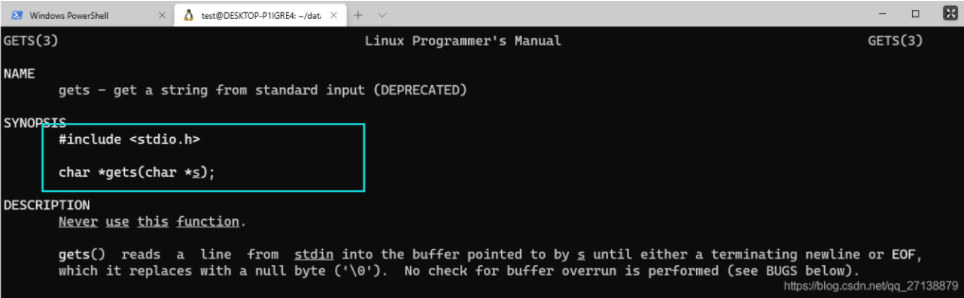 Windows PowerShell
test@DESKTOP-P1IGRE4: ~/dat
GETS(3) Linux Programmer's Manual GETS(3)
NAME
gets - get a string from standard input (DEPRECATED)
SYNOPSIS
#include <stdio.h>
char *gets(char *s);
DESCRIPTION
Never use this function.
gets() reads a line from stdin into the buffer pointed to by s until either a terminating newline or EOF,
which it replaces with a null byte ('\0'). No check for buffer overrun is performed (see BUGS below).
https://blog.csdn.net/qq_27138879